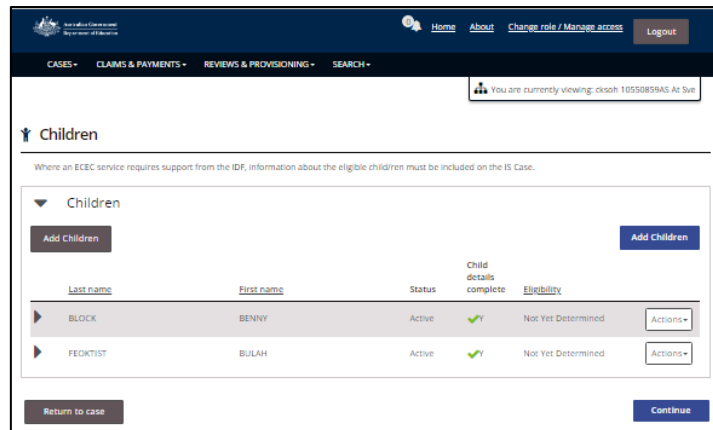 Australian Government
Department of Education
0
Home About Change role / Manage access Logout
CASES CLAIMS & PAYMENTS REVIEWS & PROVISIONING SEARCH
You are currently viewing: cksoh 10550859AS At Sve
Children
Where an ECEC service requires support from the IDF, information about the eligible child/ren must be included on the IS Case.
Children
Add Children Add Children
Last name First name Status Child details complete Eligibility
BLOCK BENNY Active Y Not Yet Determined Actions
FEOKTIST BULAH Active Y Not Yet Determined Actions
Return to case Continue